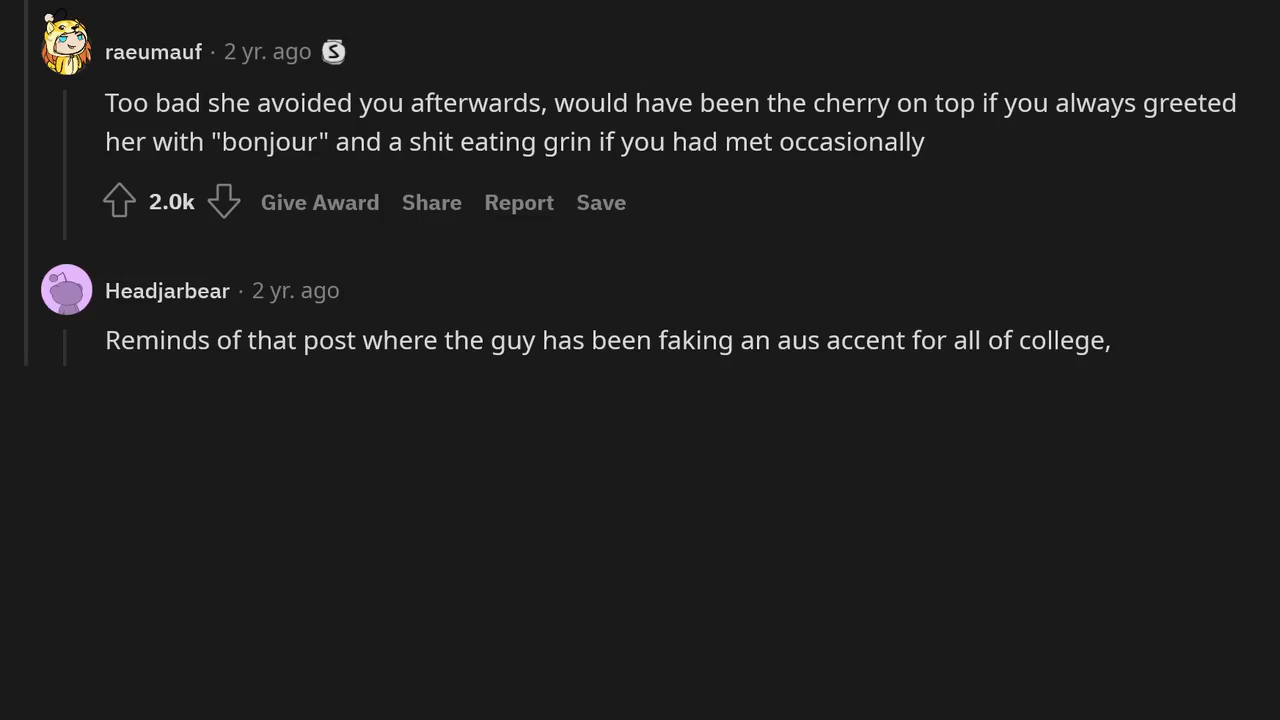 raeumauf · 2 yr. ago S
Too bad she avoided you afterwards, would have been the cherry on top if you always greeted
her with "bonjour" and a shit eating grin if you had met occasionally
2.0k Give Award Share Report Save
Headjarbear · 2 yr. ago
Reminds of that post where the guy has been faking an aus accent for all of college,